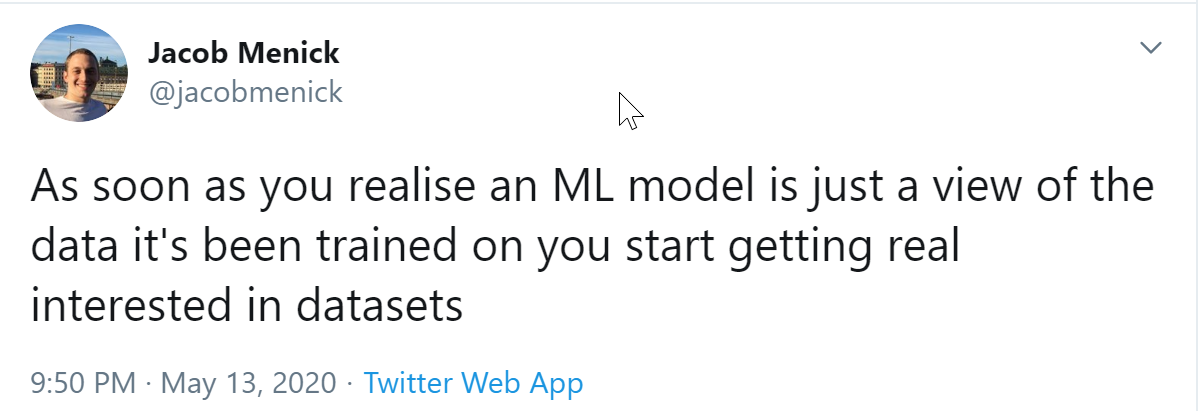 Jacob Menick
@jacobmenick
As soon as you realise an ML model is just a view of the
data it's been trained on you start getting real
interested in datasets
9:50 PM · May 13, 2020 · Twitter Web App